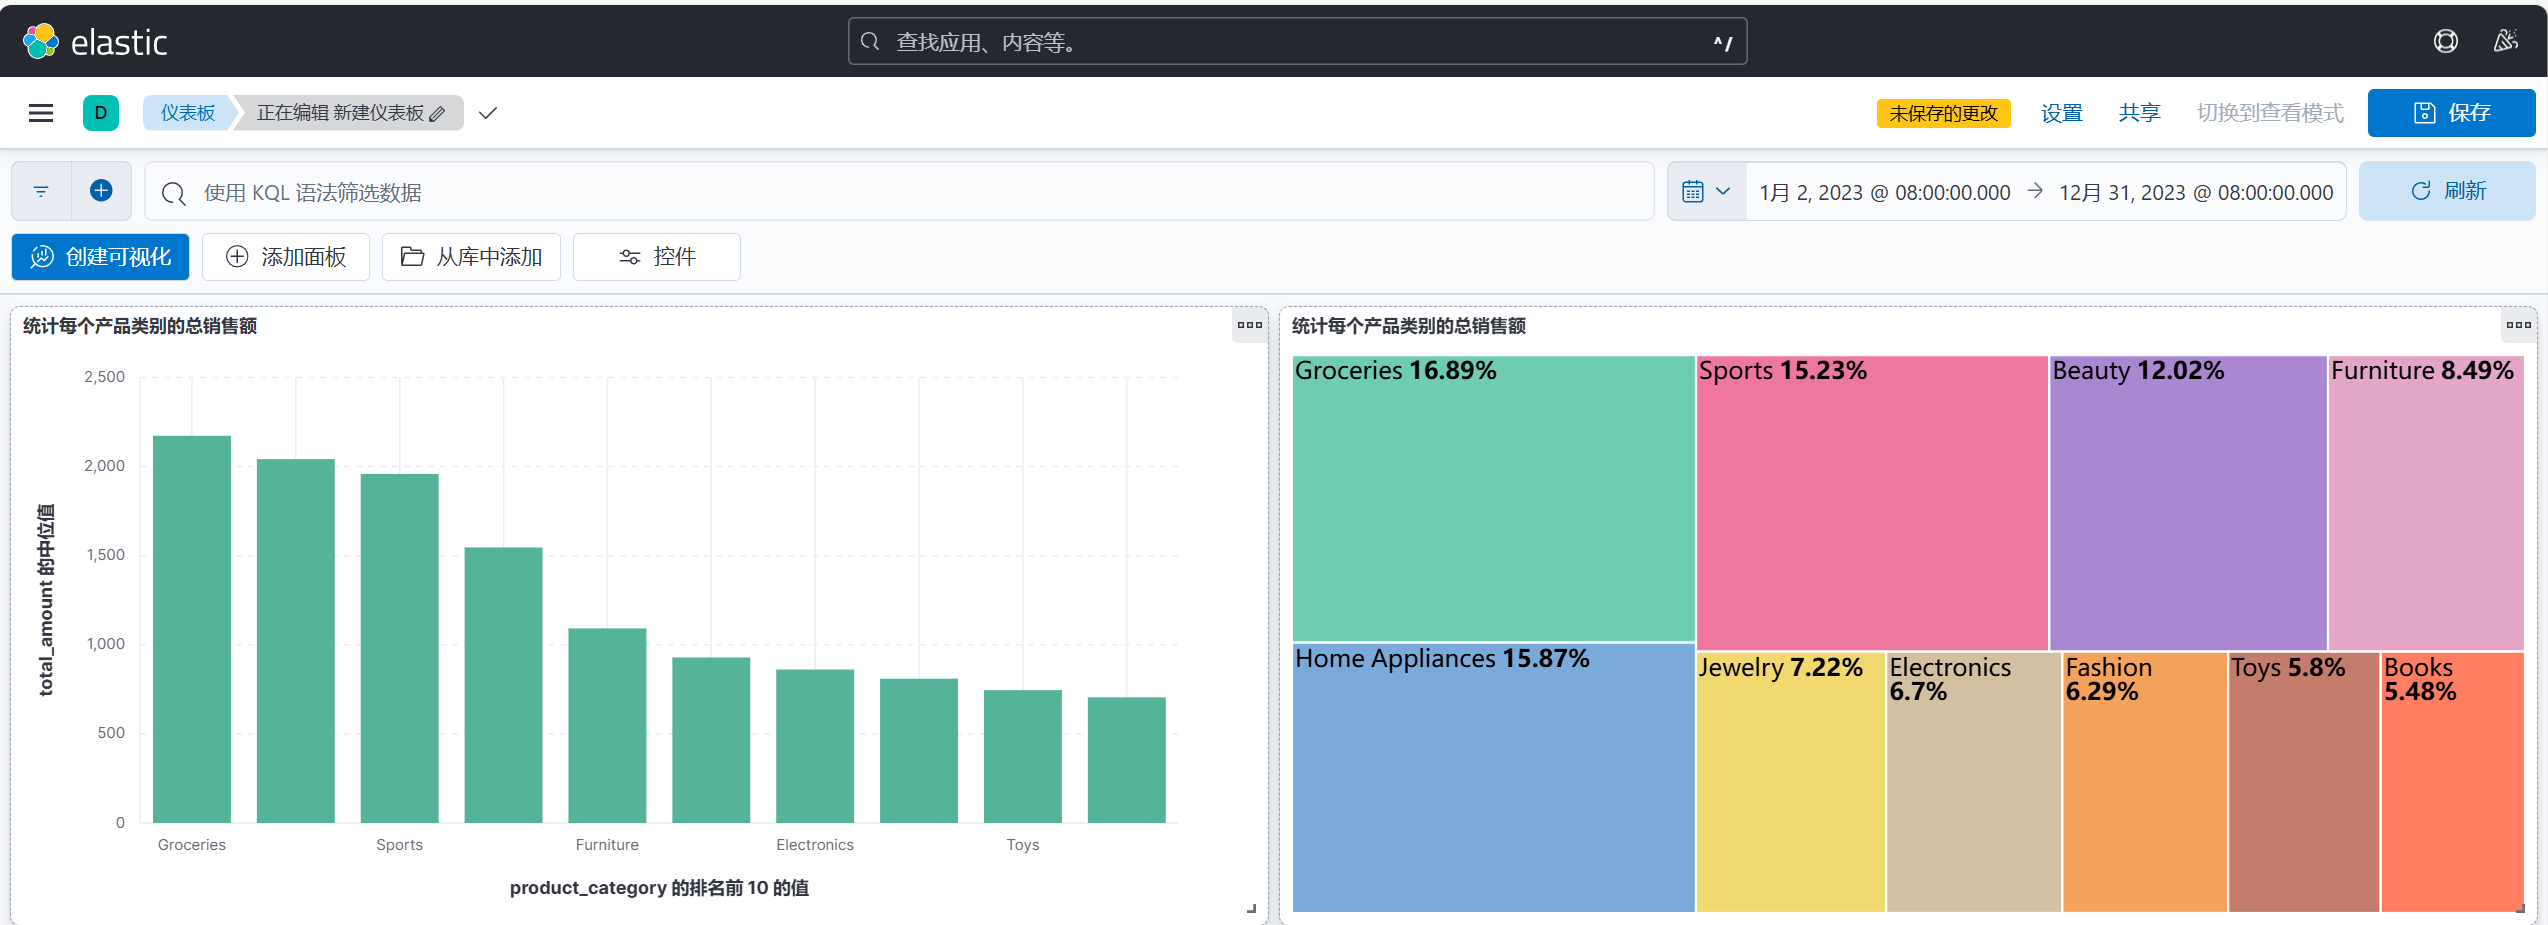 elastic
查找应用、内容等。
^/
D
仪表板
正在编辑 新建仪表板
未保存的更改
设置
共享
切换到查看模式
保存
使用 KQL 语法筛选数据
1月 2, 2023 @ 08:00:00.000
12月 31, 2023 @ 08:00:00.000
刷新
创建可视化
添加面板
从库中添加
控件
统计每个产品类别的总销售额
2,500
2,000
1,500
1,000
500
0
total_amount 的中位值
Groceries
Sports
Furniture
Electronics
Toys
product_category 的排名前 10 的值
统计每个产品类别的总销售额
Groceries 16.89%
Sports 15.23%
Beauty 12.02%
Furniture 8.49%
Home Appliances 15.87%
Jewelry 7.22%
Electronics
6.7%
Fashion
6.29%
Toys 5.8%
Books
5.48%